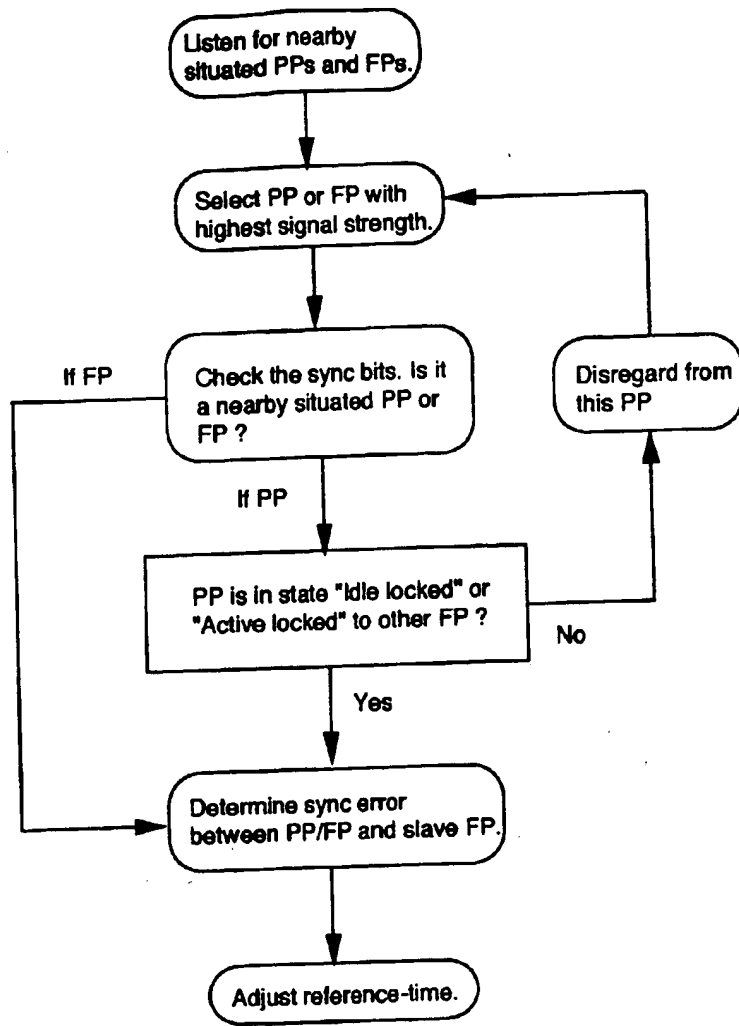 Listen for nearby
situated PPs and FPs.
Select PP or FP with
highest signal strength.
If FP
Check the sync bits. Is it
a nearby situated PP or
FP ?
Disregard from
this PP
If PP
PP is in state "Idle locked" or
"Active locked" to other FP ?
No
Yes
Determine sync error
between PP/FP and slave FP.
Adjust reference-time.